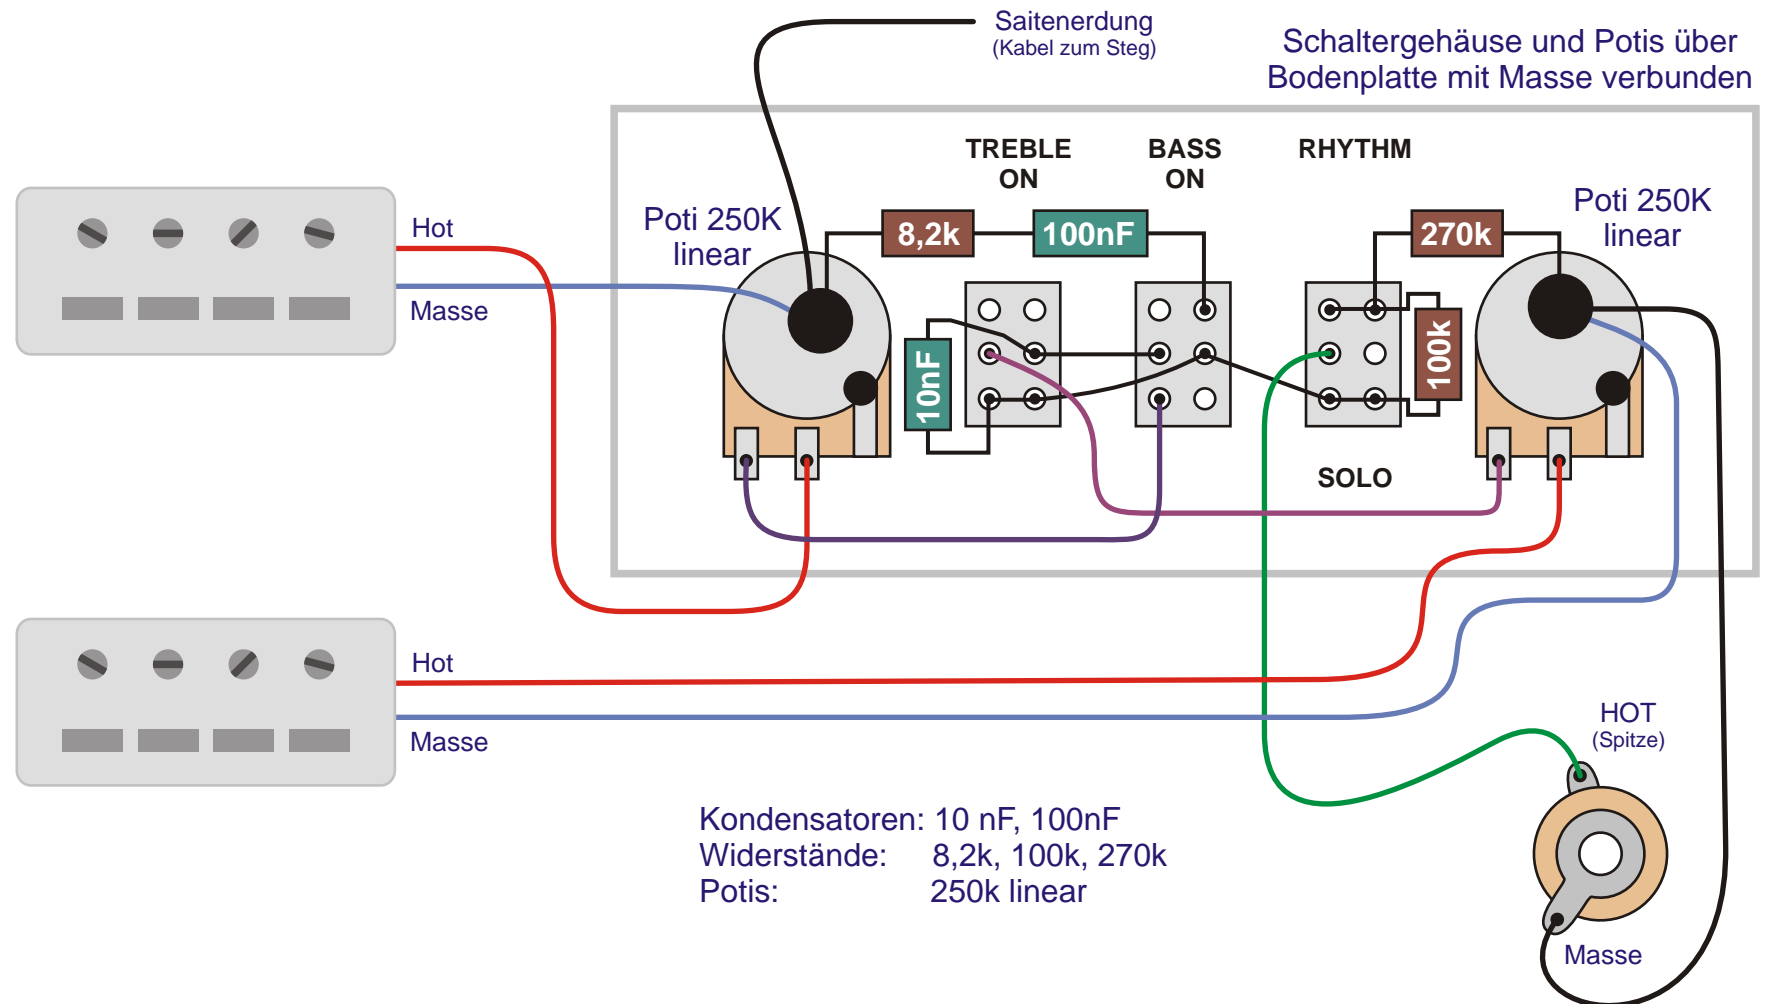 Saitenerdung
(Kabel zum Steg)
Schaltergehäuse und Potis über
Bodenplatte mit Masse verbunden
TREBLE
ON
BASS
ON
RHYTHM
Poti 250K
linear
8,2k
100nF
270k
Poti 250K
linear
Hot
Masse
10nF
100k
SOLO
Hot
Masse
HOT
(Spitze)
Kondensatoren: 10 nF, 100nF
Widerstände: 8,2k, 100k, 270k
Potis: 250k linear
Masse